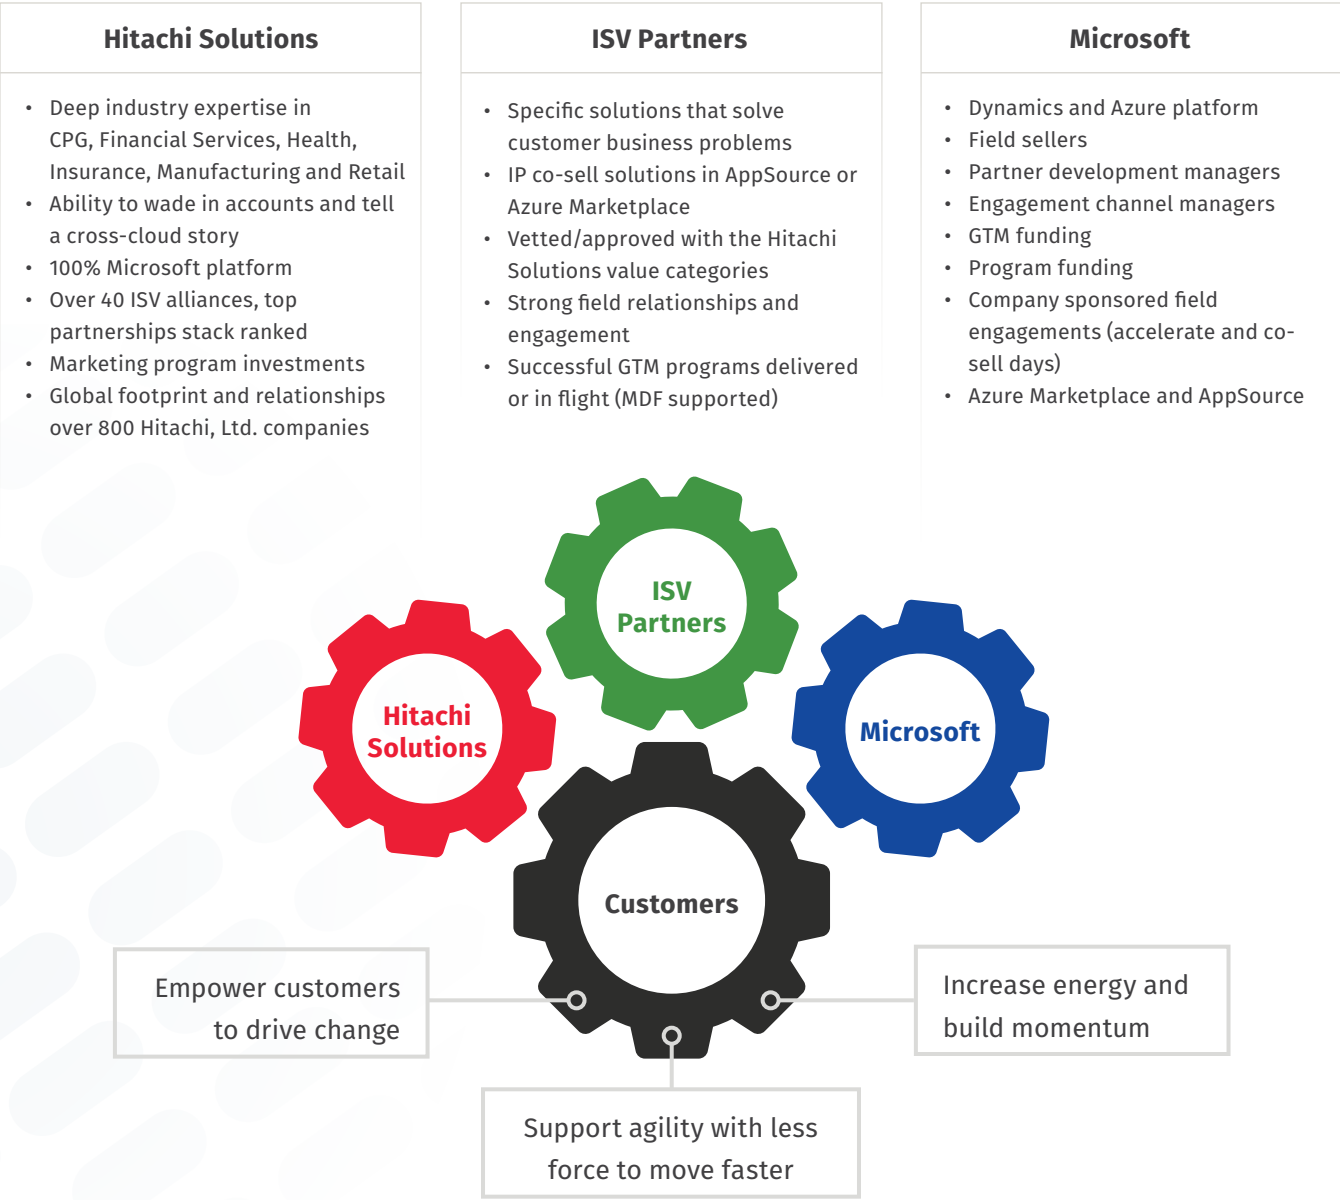 Hitachi Solutions
• Deep industry expertise in
CPG, Financial Services, Health,
Insurance, Manufacturing and Retail
• Ability to wade in accounts and tell
a cross-cloud story
• 100% Microsoft platform
• Over 40 ISV alliances, top
partnerships stack ranked
• Marketing program investments
• Global footprint and relationships
over 800 Hitachi, Ltd. companies
ISV Partners
• Specific solutions that solve
customer business problems
• IP co-sell solutions in AppSource or
Azure Marketplace
• Vetted/approved with the Hitachi
Solutions value categories
• Strong field relationships and
engagement
• Successful GTM programs delivered
or in flight (MDF supported)
Microsoft
• Dynamics and Azure platform
• Field sellers
• Partner development managers
• Engagement channel managers
• GTM funding
• Program funding
• Company sponsored field
engagements (accelerate and co-
sell days)
• Azure Marketplace and AppSource
ISV
Partners
Hitachi
Solutions
Microsoft
Customers
Empower customers
to drive change
Increase energy and
build momentum
Support agility with less
force to move faster